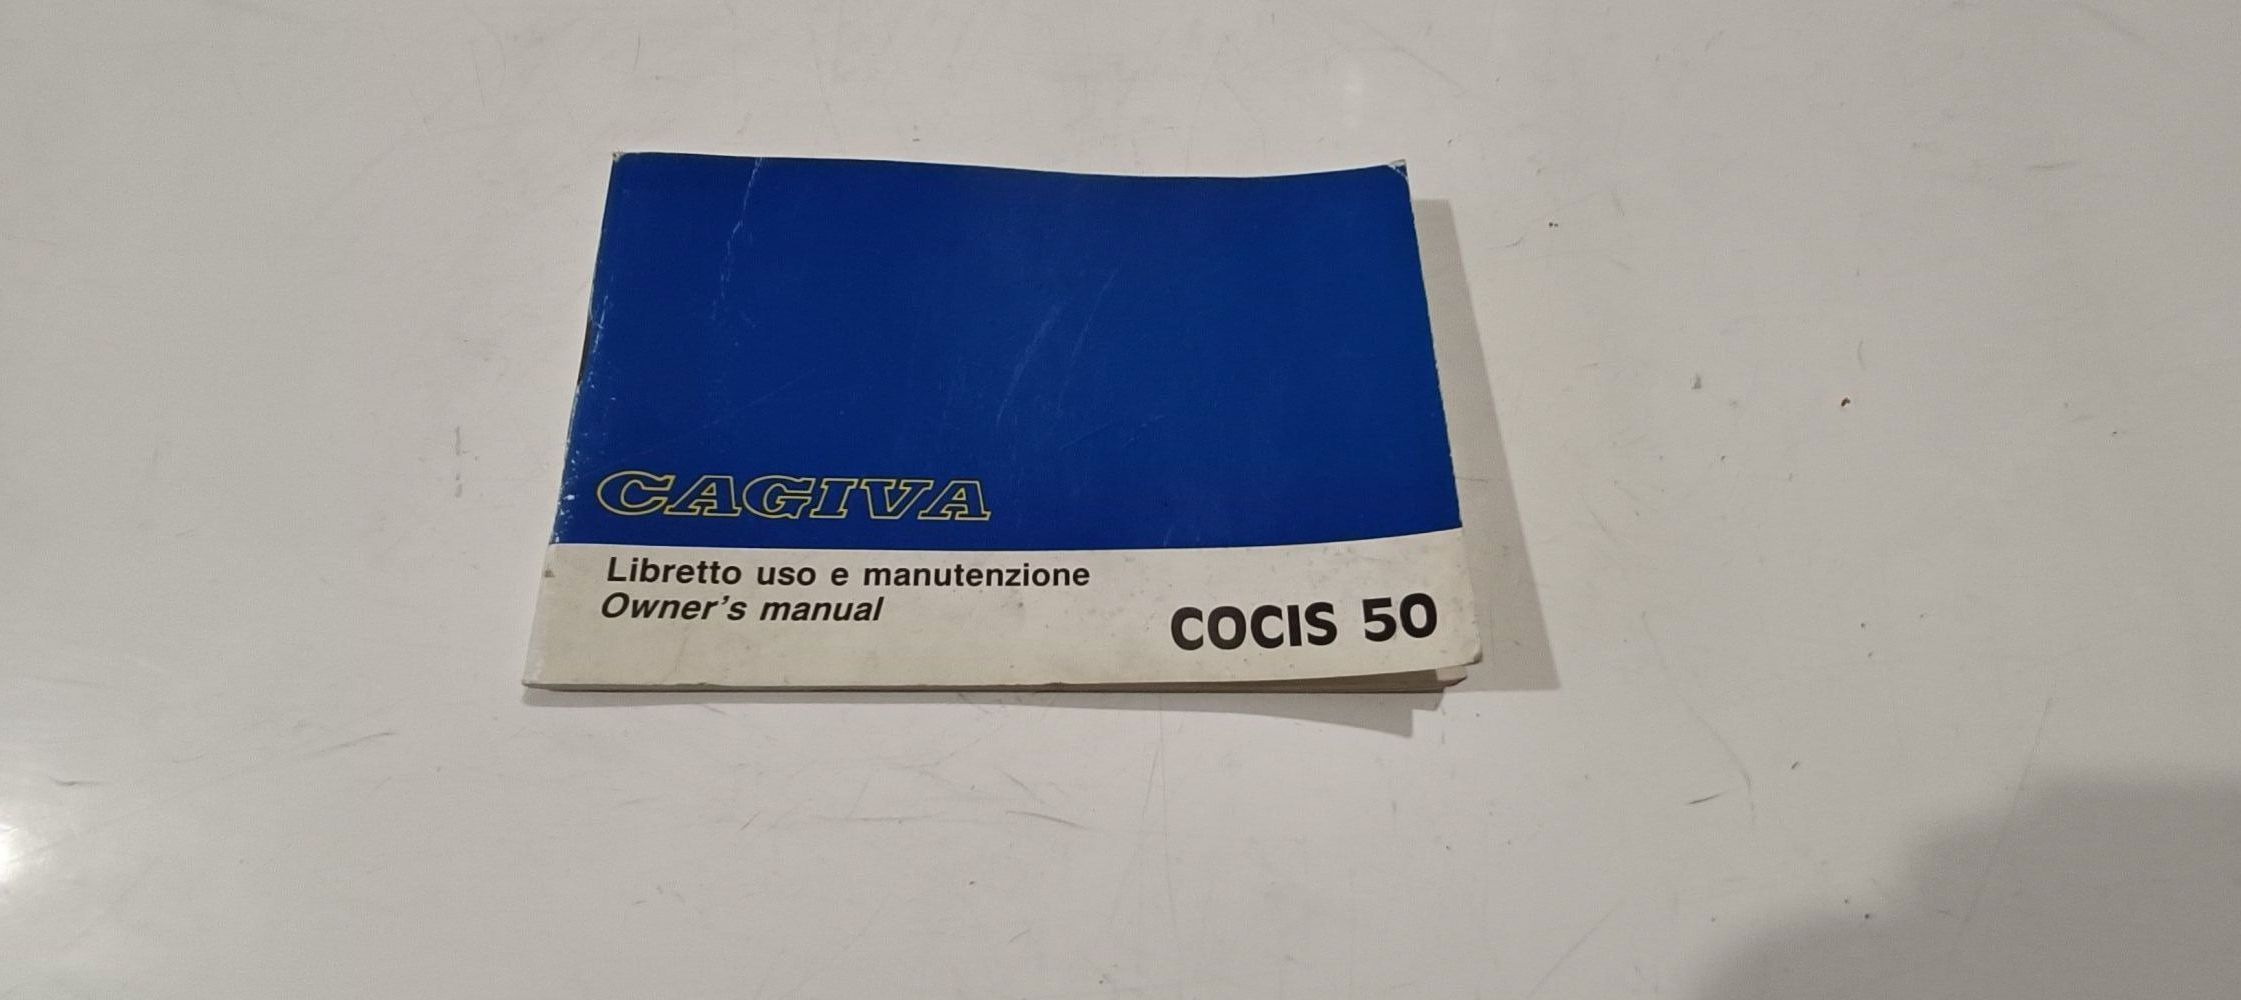 CAGIVA
Libretto uso e manutenzione
Owner's manual
COCIS 50